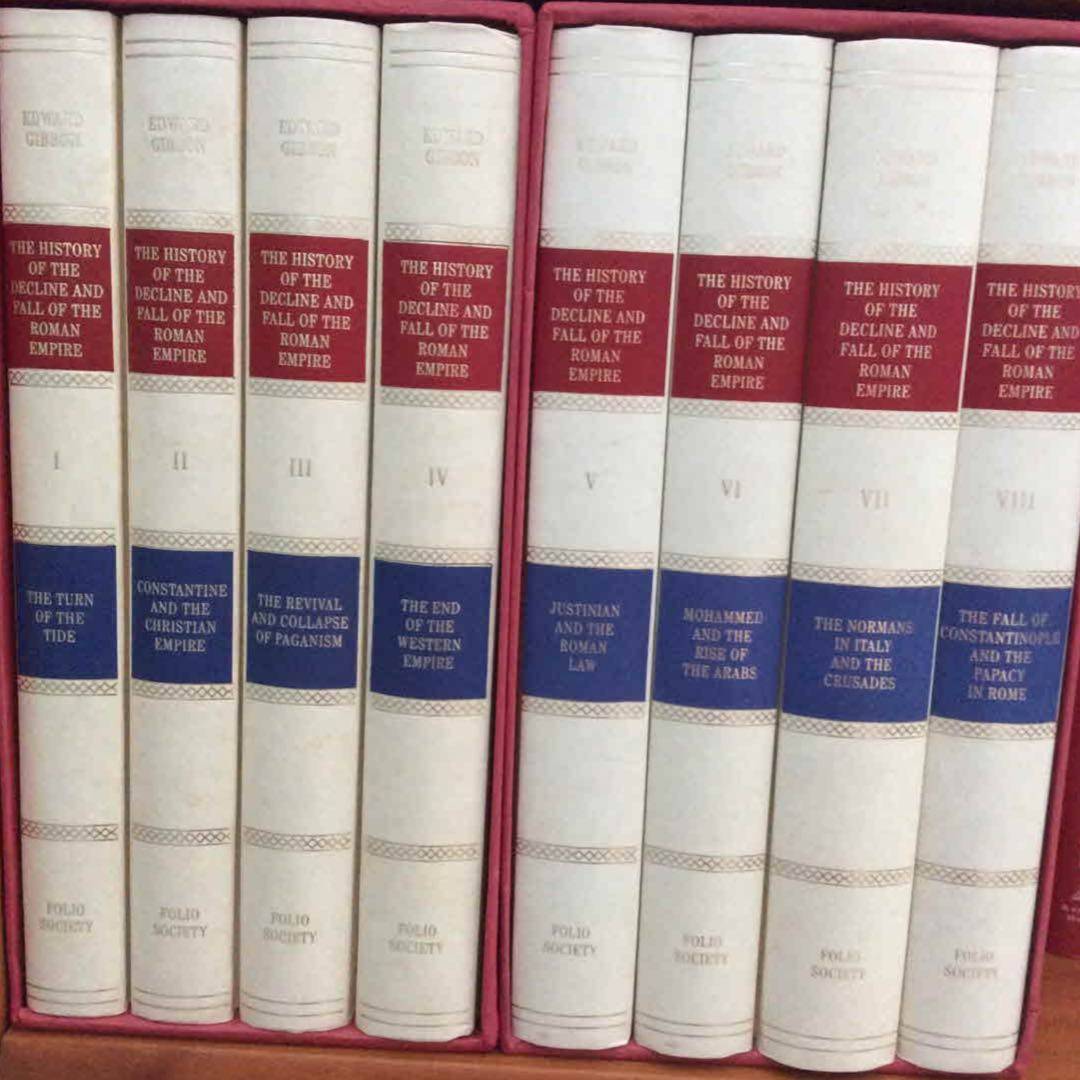 EDWARD
GIBBON
THE HISTORY
OF THE
DECLINE AND
FALL OF THE
ROMAN
EMPIRE
I
THE TURN
OF THE
TIDE
FOLIO
SOCIETY
EDWARD
GIBBON
THE HISTORY
OF THE
DECLINE AND
FALL OF THE
ROMAN
EMPIRE
II
CONSTANTINE
AND THE
CHRISTIAN
EMPIRE
FOLIO
SOCIETY
EDWARD
GIBBON
THE HISTORY
OF THE
DECLINE AND
FALL OF THE
ROMAN
EMPIRE
III
THE REVIVAL
AND COLLAPSE
OF PAGANISM
FOLIO
SOCIETY
EDWARD
GIBBON
THE HISTORY
OF THE
DECLINE AND
FALL OF THE
ROMAN
EMPIRE
IV
THE END
OF THE
WESTERN
EMPIRE
FOLIO
SOCIETY
EDWARD
GIBBON
THE HISTORY
OF THE
DECLINE AND
FALL OF THE
ROMAN
EMPIRE
V
JUSTINIAN
AND THE
ROMAN
LAW
FOLIO
SOCIETY
EDWARD
GIBBON
THE HISTORY
OF THE
DECLINE AND
FALL OF THE
ROMAN
EMPIRE
VI
MOHAMMED
AND THE
RISE OF
THE ARABS
FOLIO
SOCIETY
EDWARD
GIBBON
THE HISTORY
OF THE
DECLINE AND
FALL OF THE
ROMAN
EMPIRE
VII
THE NORMANS
IN ITALY
AND THE
CRUSADES
FOLIO
SOCIETY
THE HISTORY
OF THE
DECLINE AND
FALL OF THE
ROMAN
EMPIRE
VIII
THE FALL OF
CONSTANTINOPLE
AND THE
PAPACY
IN ROME
FOLIO
SOCIETY